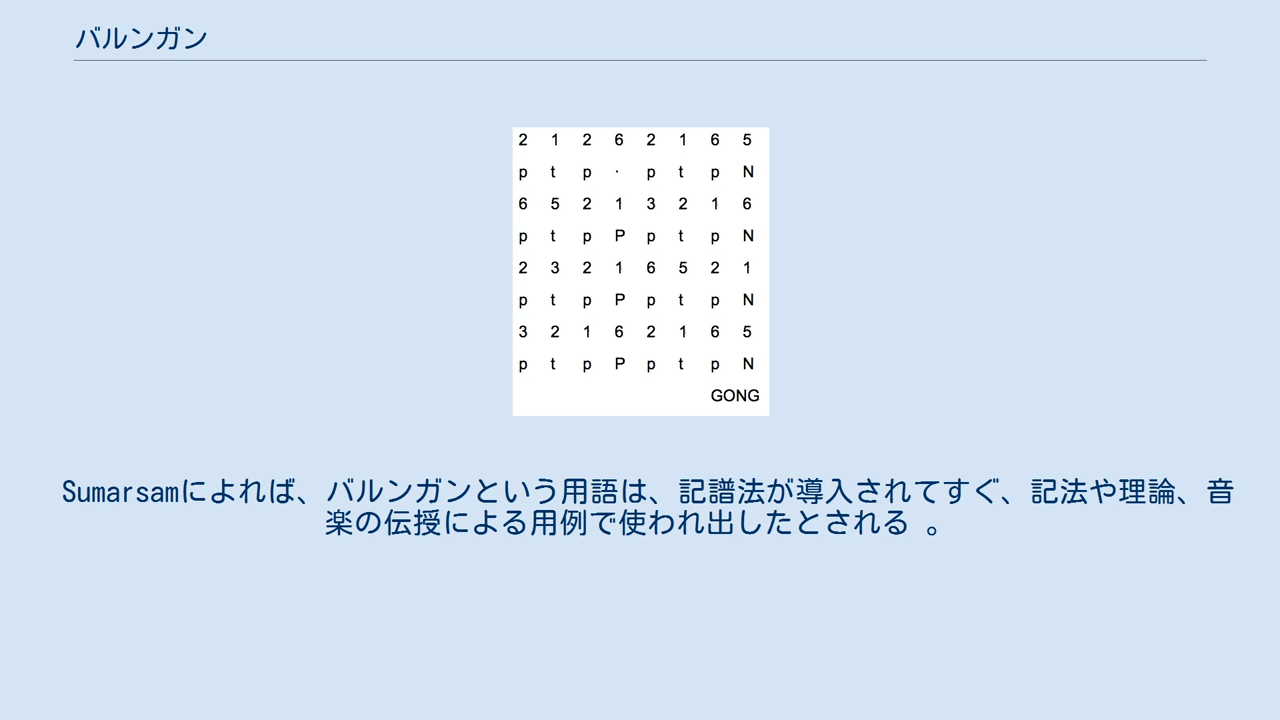 バルンガン
2 1 2 6 2 1 6 5
p t p · p t p N
6 5 2 1 3 2 1 6
p t p P p t p N
2 3 2 1 6 5 2 1
p t p P p t p N
3 2 1 6 2 1 6 5
p t p P p t p N
GONG
Sumarsamによれば、バルンガンという用語は、記譜法が導入されてすぐ、記法や理論、音
楽の伝授による用例で使われ出したとされる 。